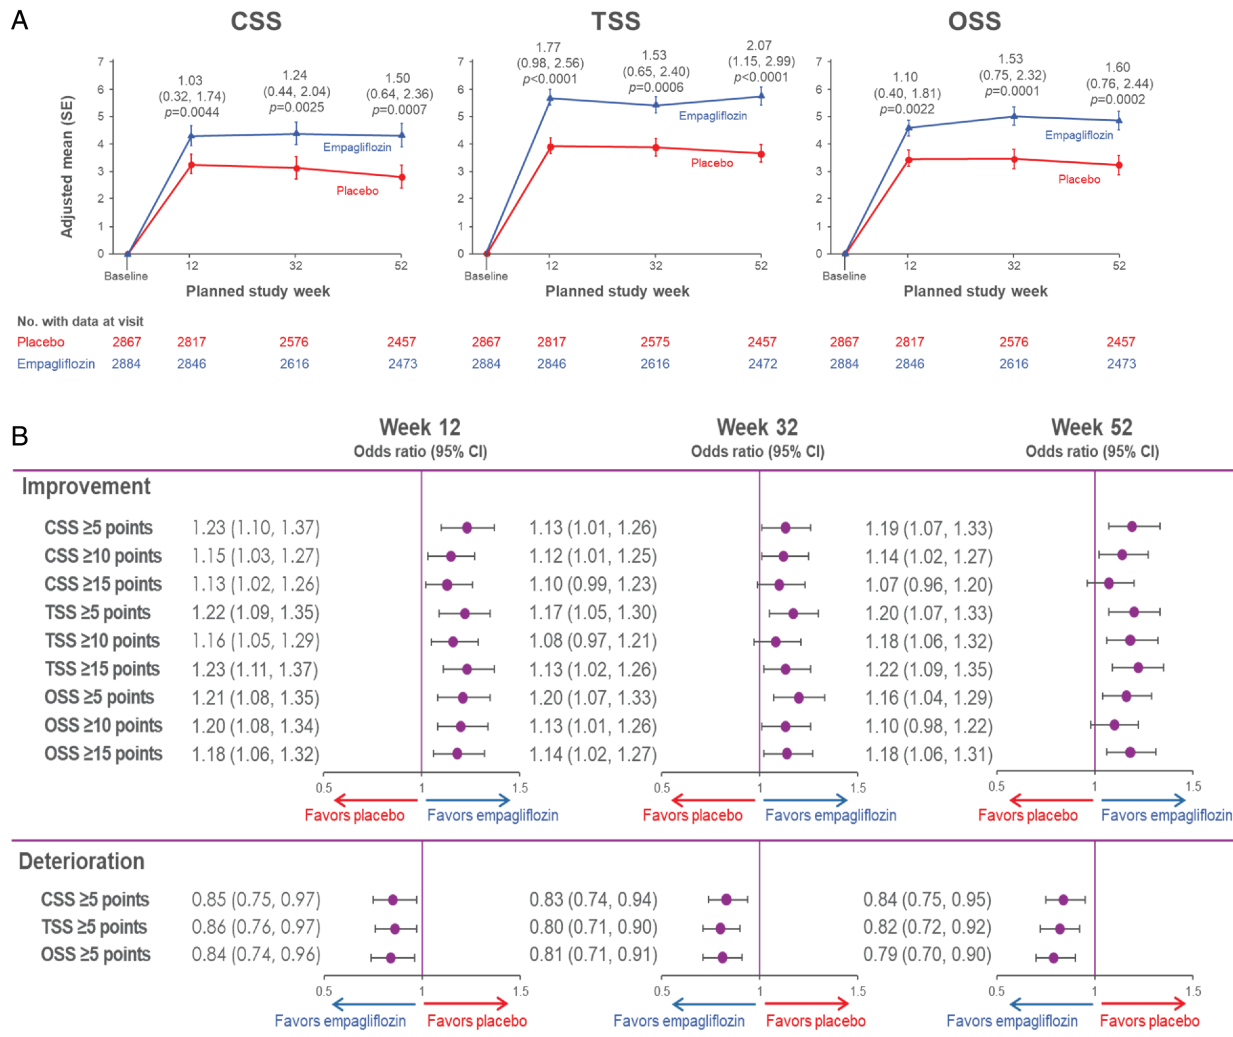 A
CSS TSS OSS
Adjusted mean (SE)
7 6 5 4 3 2 1 0
1.03 (0.32, 1.74) p=0.0044
1.24 (0.44, 2.04) p=0.0025
1.50 (0.64, 2.36) p=0.0007
Empagliflozin
Placebo
Baseline 12 32 52
Planned study week
7 6 5 4 3 2 1 0
1.77 (0.98, 2.56) p<0.0001
1.53 (0.65, 2.40) p=0.0006
2.07 (1.15, 2.99) p<0.0001
Empagliflozin
Placebo
Baseline 12 32 52
Planned study week
7 6 5 4 3 2 1 0
1.10 (0.40, 1.81) p=0.0022
1.53 (0.75, 2.32) p=0.0001
1.60 (0.76, 2.44) p=0.0002
Empagliflozin
Placebo
Baseline 12 32 52
Planned study week
No. with data at visit
Placebo 2867 2817 2576 2457 2867 2817 2575 2457 2867 2817 2576 2457
Empagliflozin 2884 2846 2616 2473 2884 2846 2616 2472 2884 2846 2616 2473
B
Week 12 Week 32 Week 52
Odds ratio (95% CI) Odds ratio (95% CI) Odds ratio (95% CI)
Improvement
CSS ≥5 points 1.23 (1.10, 1.37) 1.13 (1.01, 1.26) 1.19 (1.07, 1.33)
CSS ≥10 points 1.15 (1.03, 1.27) 1.12 (1.01, 1.25) 1.14 (1.02, 1.27)
CSS ≥15 points 1.13 (1.02, 1.26) 1.10 (0.99, 1.23) 1.07 (0.96, 1.20)
TSS ≥5 points 1.22 (1.09, 1.35) 1.17 (1.05, 1.30) 1.20 (1.07, 1.33)
TSS ≥10 points 1.16 (1.05, 1.29) 1.08 (0.97, 1.21) 1.18 (1.06, 1.32)
TSS ≥15 points 1.23 (1.11, 1.37) 1.13 (1.02, 1.26) 1.22 (1.09, 1.35)
OSS ≥5 points 1.21 (1.08, 1.35) 1.20 (1.07, 1.33) 1.16 (1.04, 1.29)
OSS ≥10 points 1.20 (1.08, 1.34) 1.13 (1.01, 1.26) 1.10 (0.98, 1.22)
OSS ≥15 points 1.18 (1.06, 1.32) 1.14 (1.02, 1.27) 1.18 (1.06, 1.31)
0.5 1 1.5 0.5 1 1.5 0.5 1 1.5
Favors placebo Favors empagliflozin Favors placebo Favors empagliflozin Favors placebo Favors empagliflozin
Deterioration
CSS ≥5 points 0.85 (0.75, 0.97) 0.83 (0.74, 0.94) 0.84 (0.75, 0.95)
TSS ≥5 points 0.86 (0.76, 0.97) 0.80 (0.71, 0.90) 0.82 (0.72, 0.92)
OSS ≥5 points 0.84 (0.74, 0.96) 0.81 (0.71, 0.91) 0.79 (0.70, 0.90)
0.5 1 1.5 0.5 1 1.5 0.5 1 1.5
Favors empagliflozin Favors placebo Favors empagliflozin Favors placebo Favors empagliflozin Favors placebo